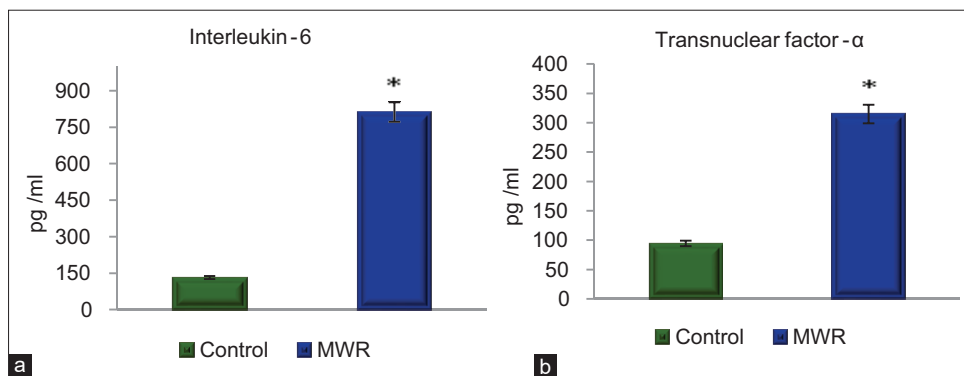 Interleukin-6
*
900
750
600
450
300
150
0
pg /ml
Control MWR
a
Transnuclear factor-α
*
400
350
300
250
200
150
100
50
0
pg /ml
Control MWR
b